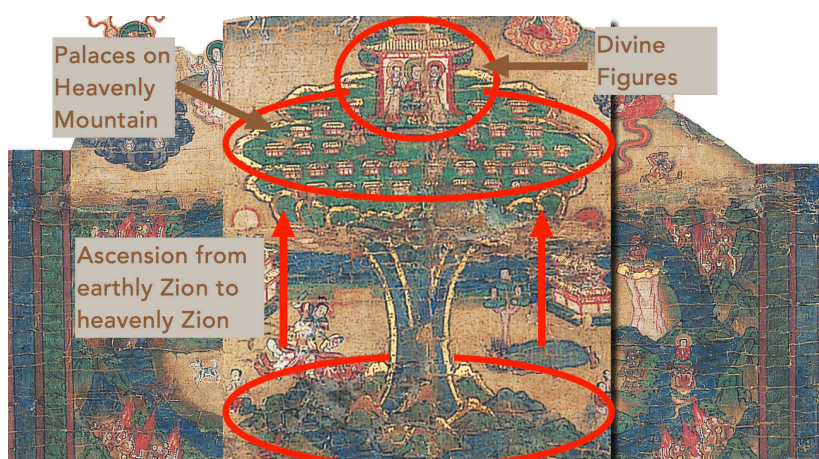 Palaces on
Heavenly
Mountain
Divine
Figures
Ascension from
earthly Zion to
heavenly Zion